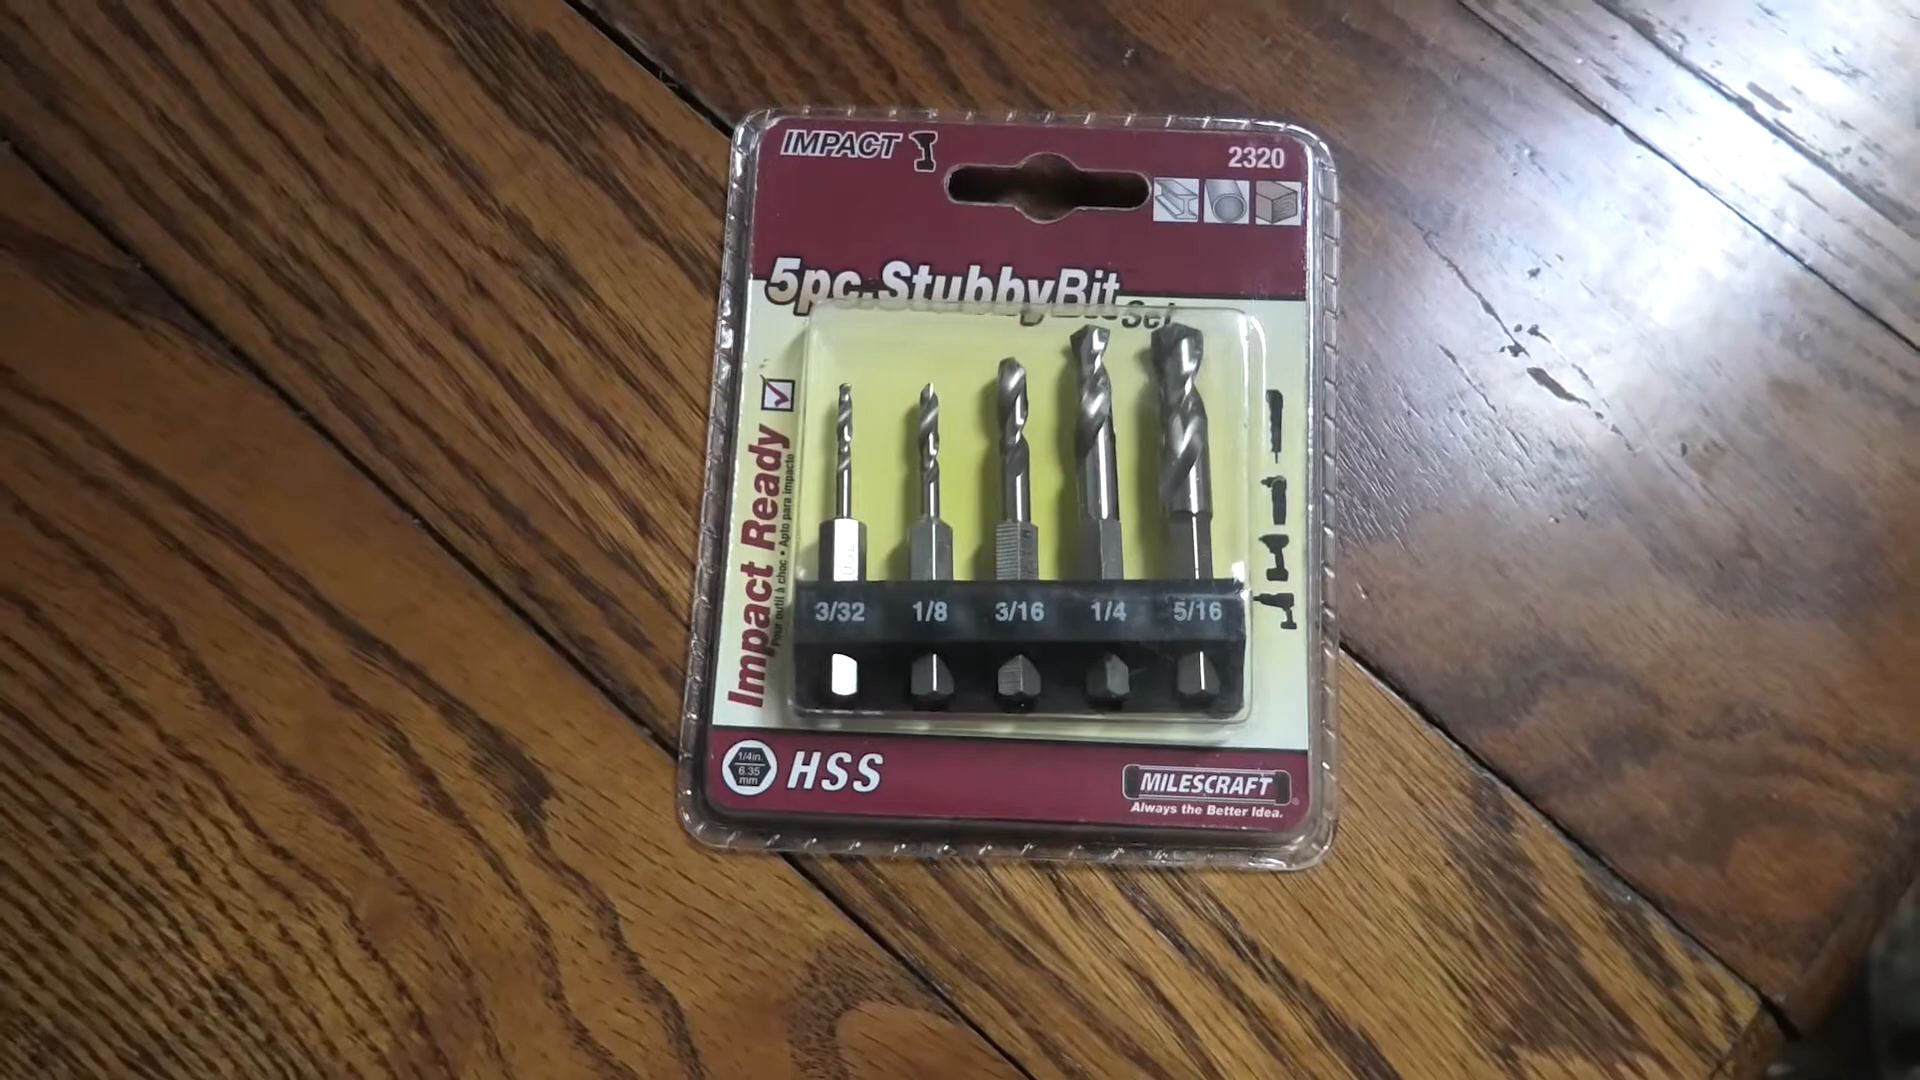 IMPACT
2320
5pc. StubbyBit
Set
Impact Ready
Pour outil à choc • Apto para impacto
3/32 1/8 3/16 1/4 5/16
1/4in.
6.35
mm
HSS
MILESCRAFT
®
Always the Better Idea.